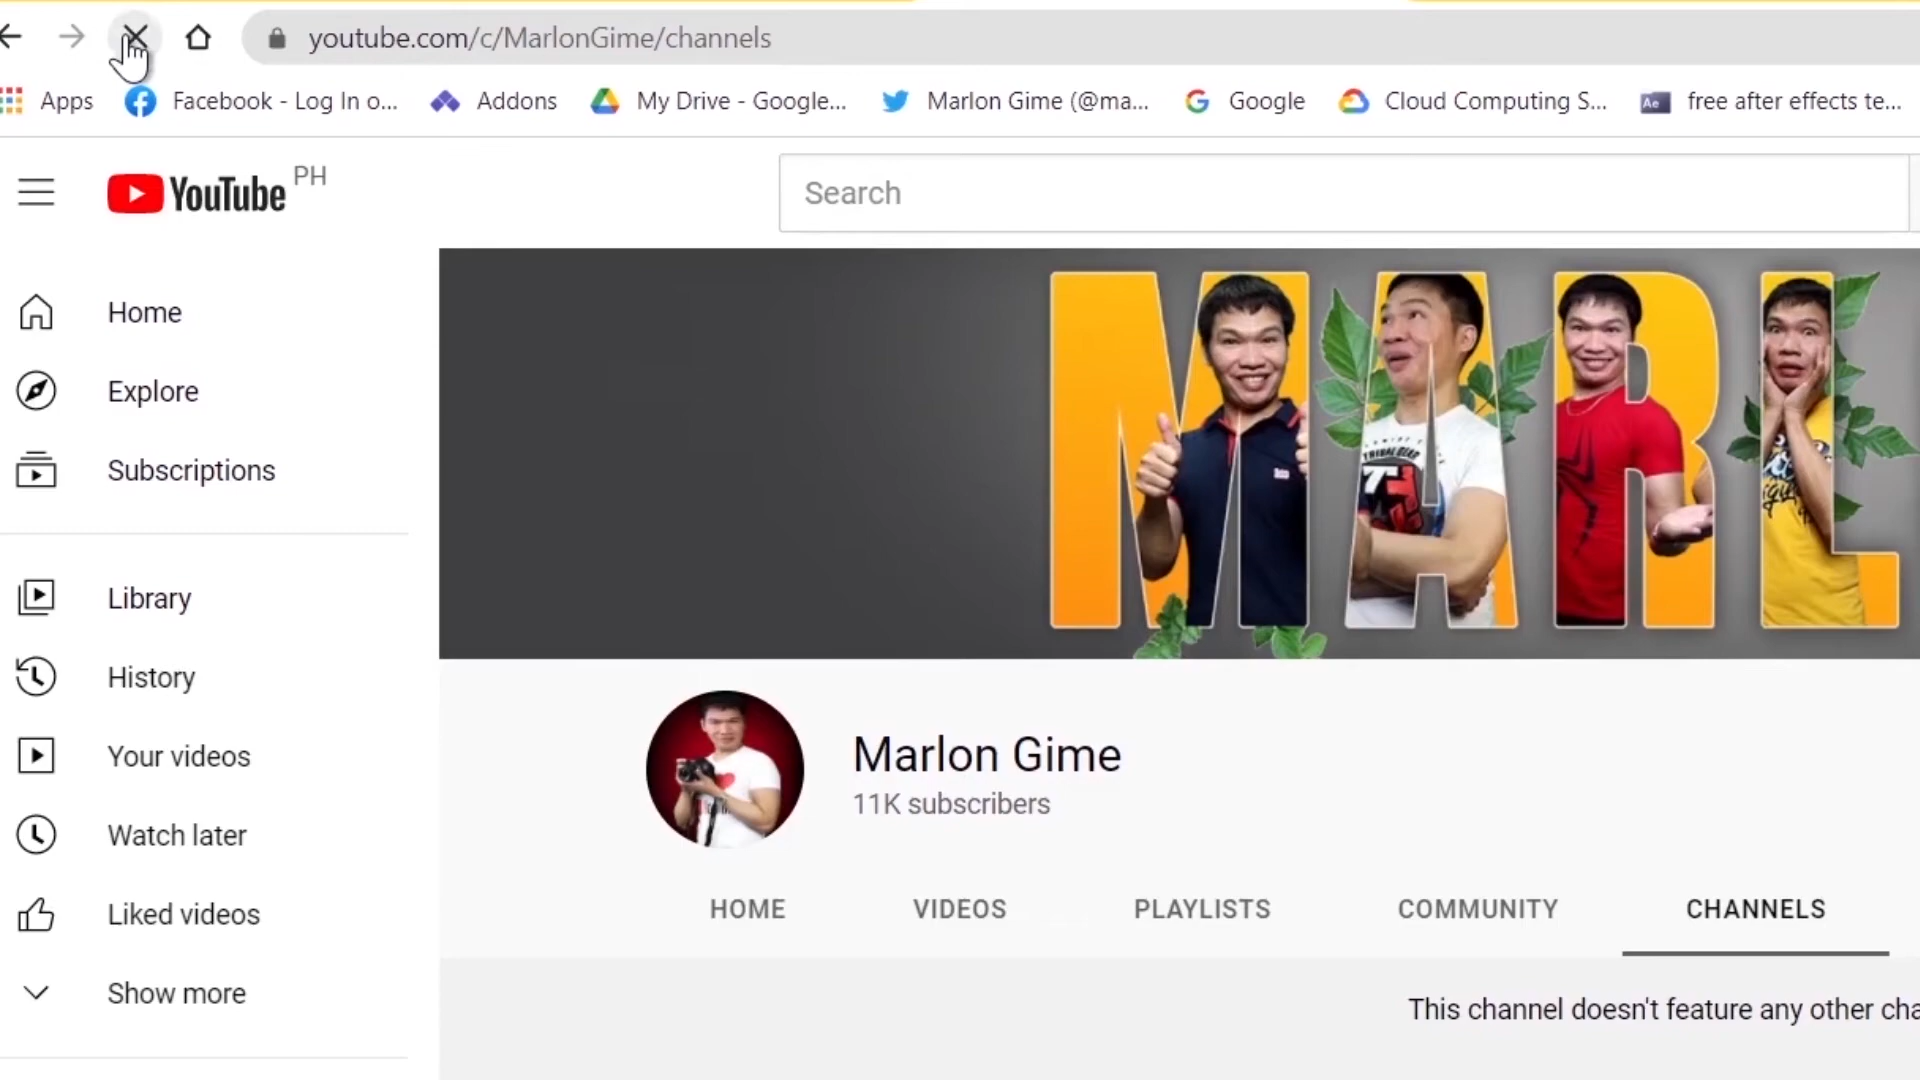 youtube.com/c/MarlonGime/channels
Apps Facebook - Log In o... Addons My Drive - Google... Marlon Gime (@ma... Google Cloud Computing S... Ae free after effects te...
YouTube PH
Search
Home
Explore
Subscriptions
MARL
Library
History
Your videos
Watch later
Liked videos
Show more
Marlon Gime
11K subscribers
HOME VIDEOS PLAYLISTS COMMUNITY CHANNELS
This channel doesn't feature any other cha